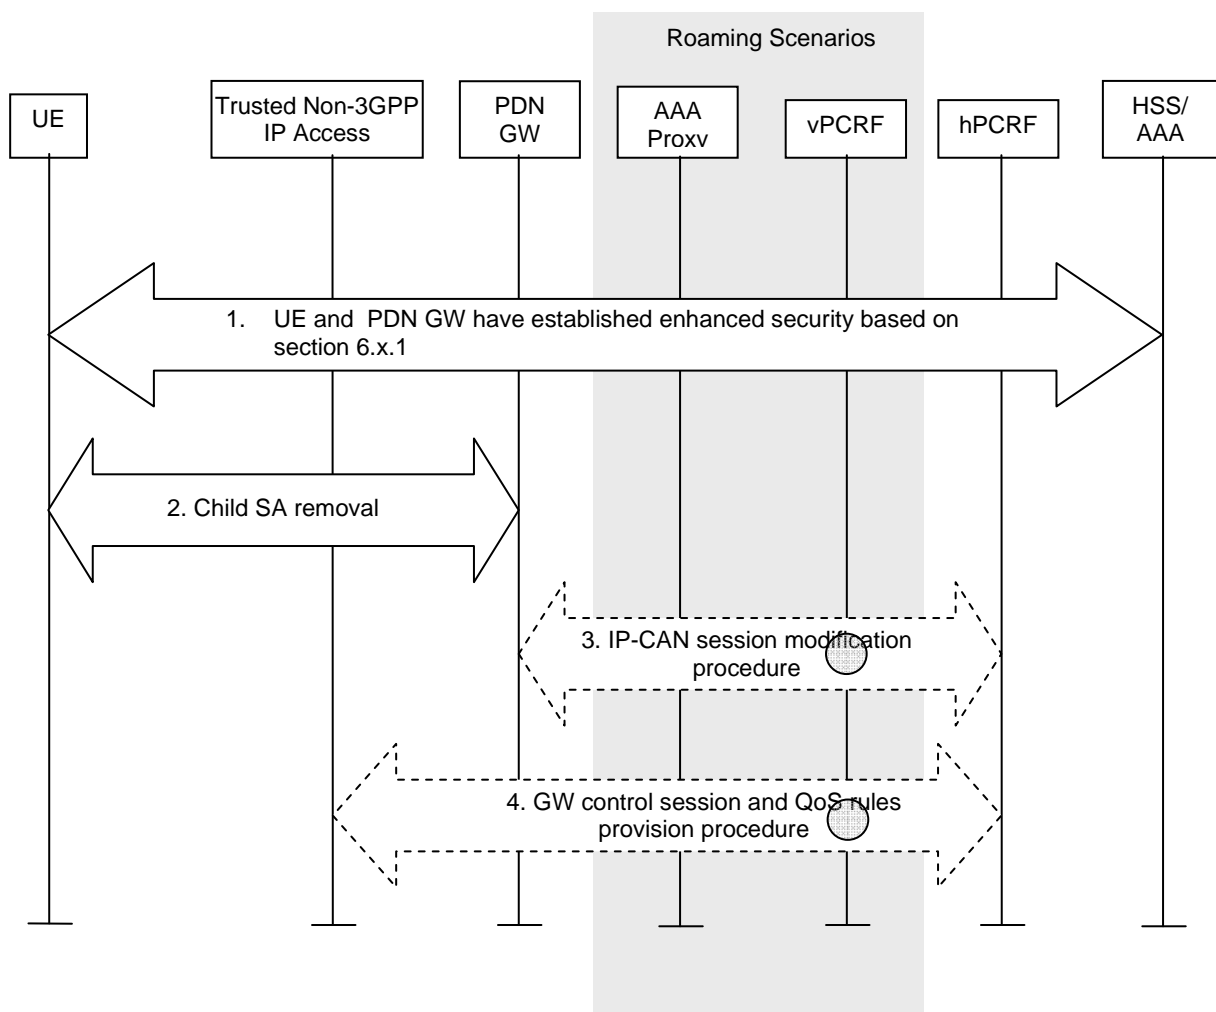 Roaming Scenarios
UE
Trusted Non-3GPP
IP Access
PDN
GW
AAA
Proxv
vPCRF
hPCRF
HSS/
AAA
1. UE and PDN GW have established enhanced security based on
section 6.x.1
2. Child SA removal
3. IP-CAN session modification
procedure
4. GW control session and QoS rules
provision procedure